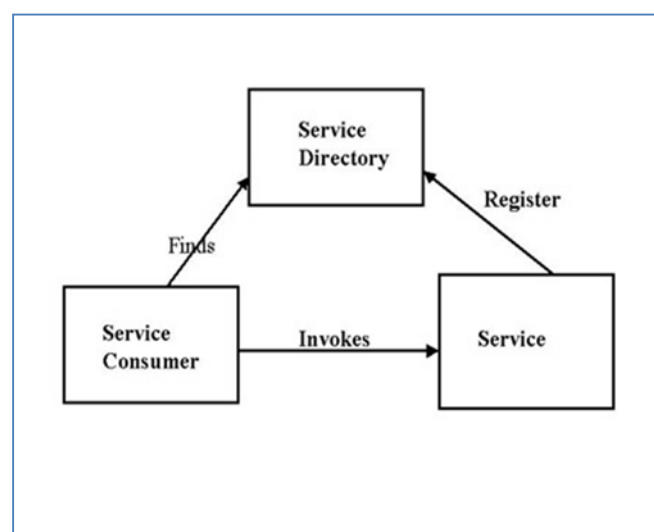 Service
Directory
Register
Finds
Service
Consumer
Invokes
Service